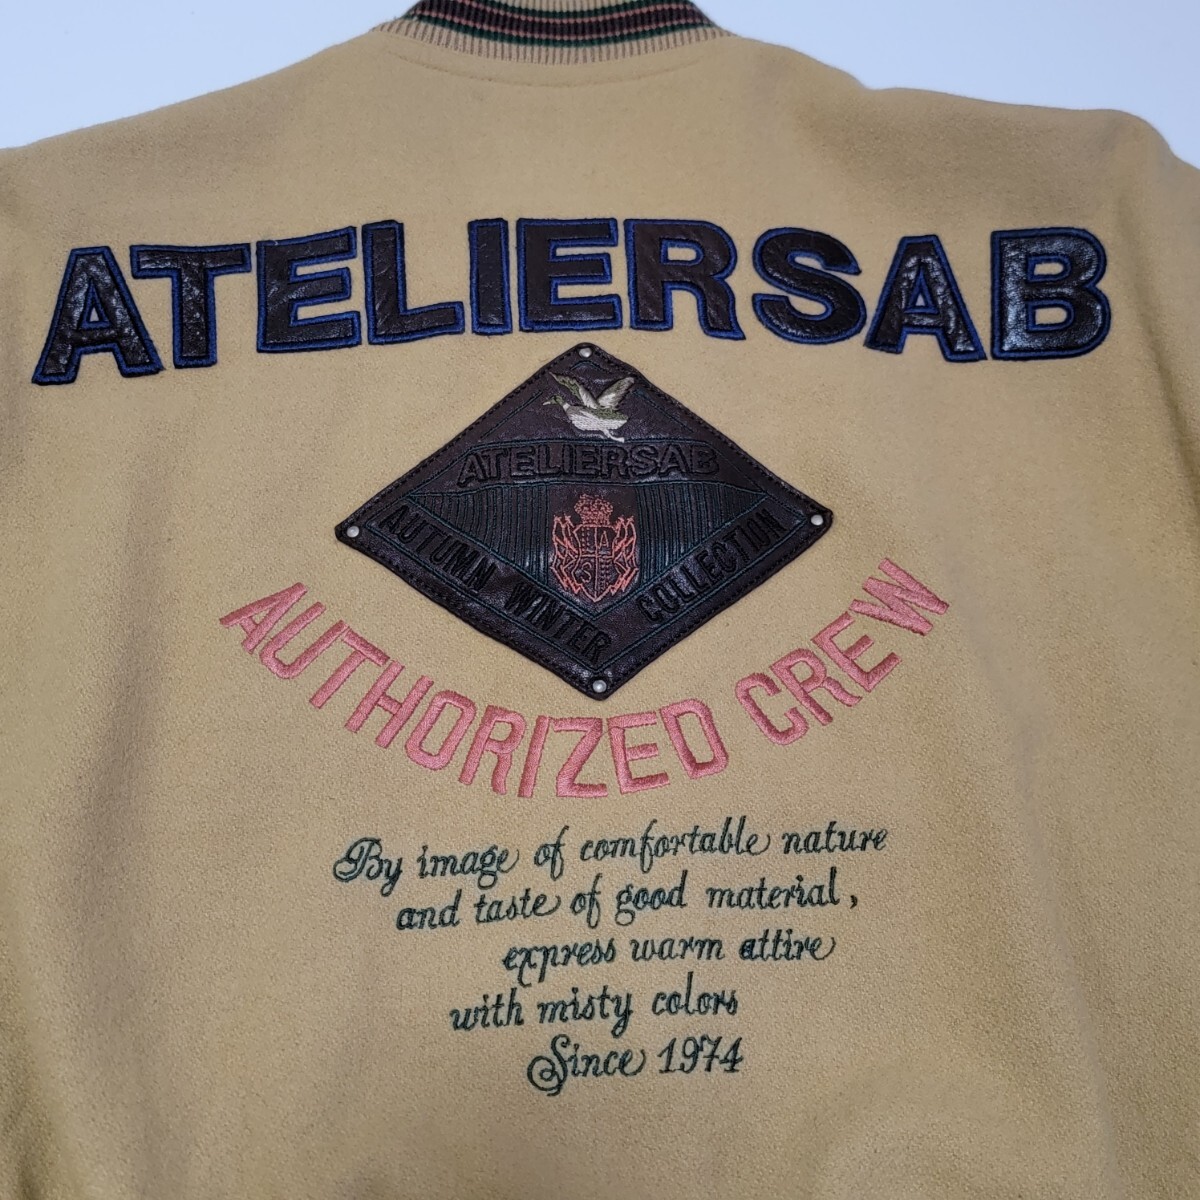 ATELIERSAB
ATELIERSAB
A
S
AUTUMN WINTER COLLECTION
AUTHORIZED CREW
By image of comfortable nature
and taste of good material,
express warm attire
with misty colors
Since 1974